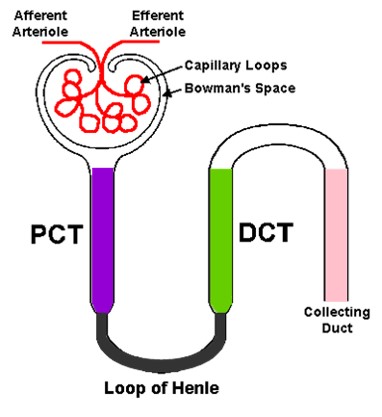 Afferent
Arteriole
Efferent
Arteriole
Capillary Loops
Bowman's Space
PCT
DCT
Collecting
Duct
Loop of Henle